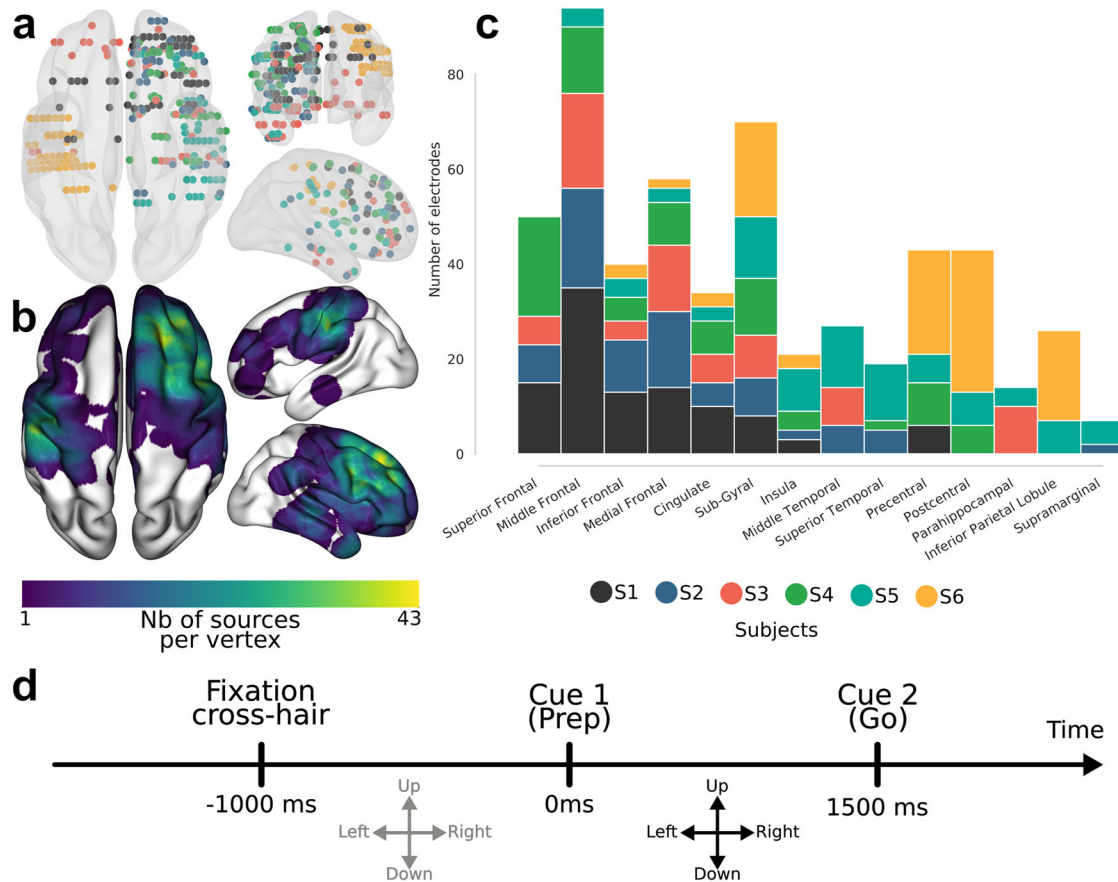 a
c
80
60
40
20
0
Number of electrodes
Superior Frontal
Middle Frontal
Inferior Frontal
Medial Frontal
Cingulate
Sub-Gyral
Insula
Middle Temporal
Superior Temporal
Precentral
Postcentral
Parahippocampal
Inferior Parietal Lobule
Supramarginal
S1 S2 S3 S4 S5 S6
Subjects
b
1 43
Nb of sources
per vertex
d
Fixation
cross-hair
Cue 1
(Prep)
Cue 2
(Go)
Time
-1000 ms
0ms
1500 ms
Up
Left Right
Down
Up
Left Right
Down